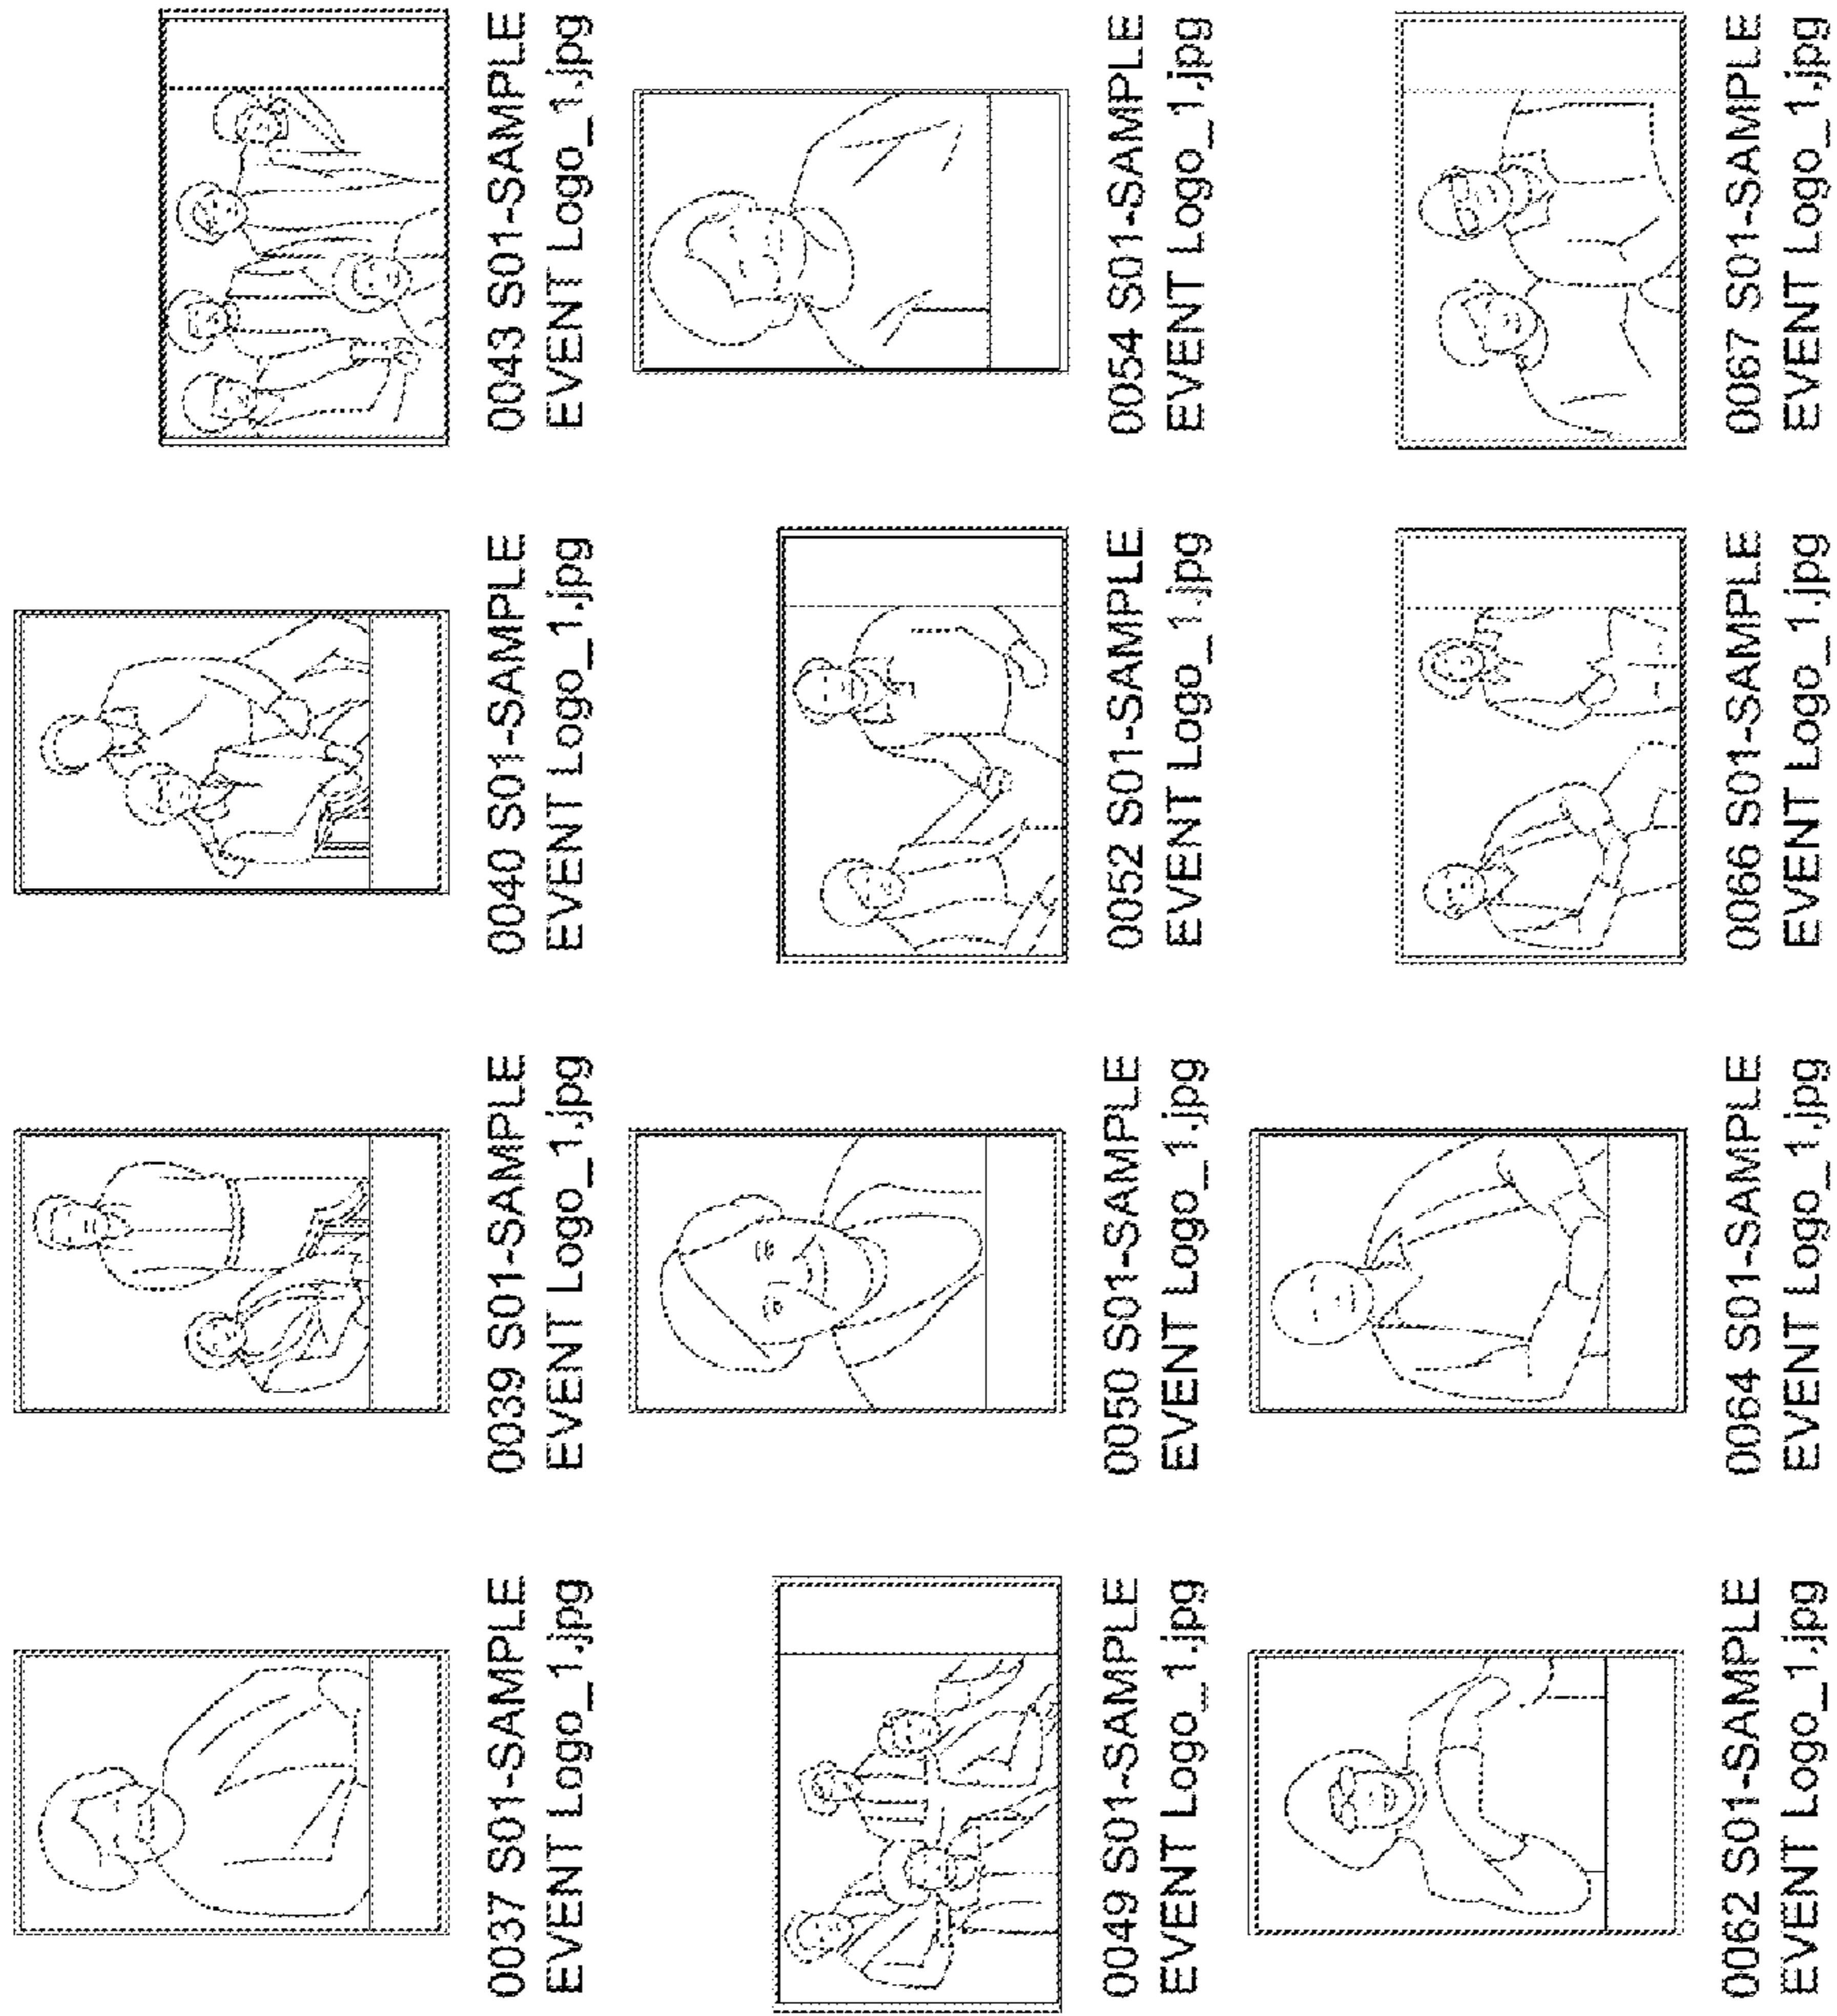 0037 S01-SAMPLE
EVENT Logo_1.jpg
0039 S01-SAMPLE
EVENT Logo_1.jpg
0040 S01-SAMPLE
EVENT Logo_1.jpg
0043 S01-SAMPLE
EVENT Logo_1.jpg
0049 S01-SAMPLE
EVENT Logo_1.jpg
0050 S01-SAMPLE
EVENT Logo_1.jpg
0052 S01-SAMPLE
EVENT Logo_1.jpg
0054 S01-SAMPLE
EVENT Logo_1.jpg
0062 S01-SAMPLE
EVENT Logo_1.jpg
0064 S01-SAMPLE
EVENT Logo_1.jpg
0066 S01-SAMPLE
EVENT Logo_1.jpg
0067 S01-SAMPLE
EVENT Logo_1.jpg